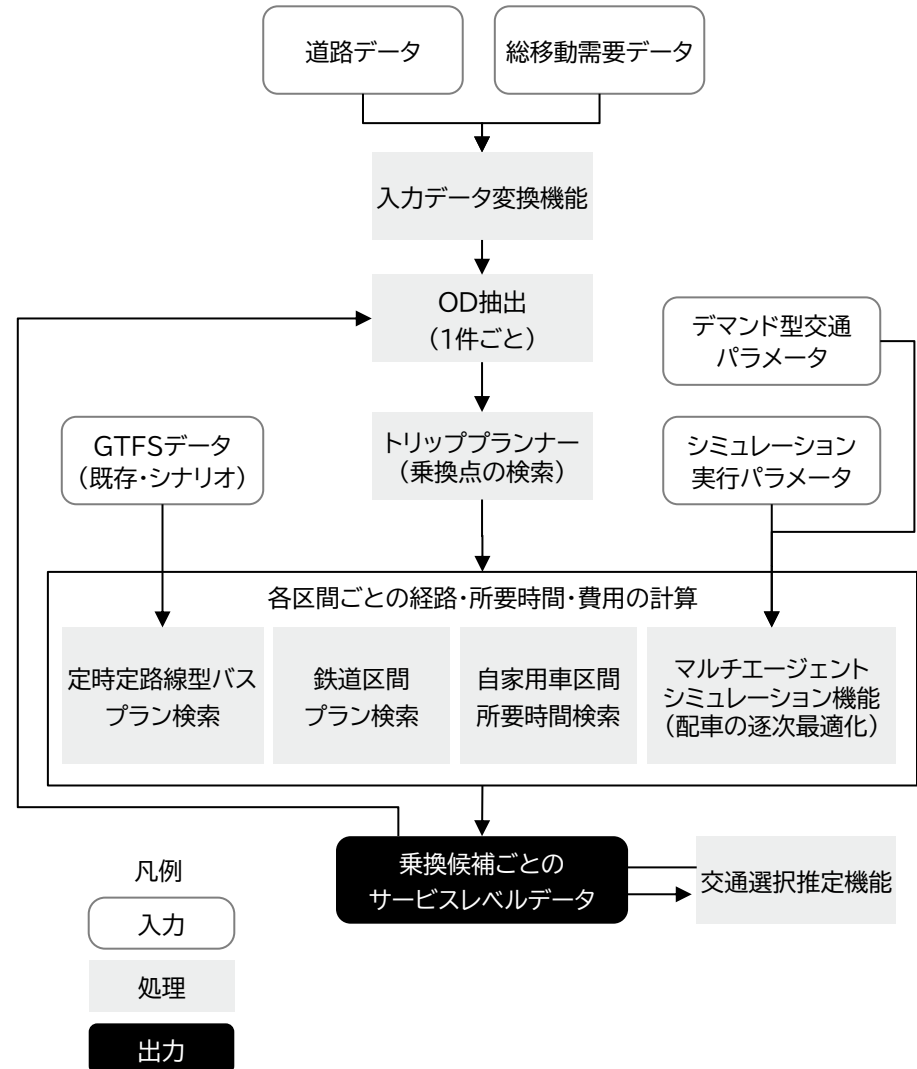 道路データ
総移動需要データ
入力データ変換機能
OD抽出
（1件ごと）
デマンド型交通
パラメータ
GTFSデータ
（既存・シナリオ）
トリッププランナー
（乗換点の検索）
シミュレーション
実行パラメータ
各区間ごとの経路・所要時間・費用の計算
定時定路線型バス
プラン検索
鉄道区間
プラン検索
自家用車区間
所要時間検索
マルチエージェント
シミュレーション機能
（配車の逐次最適化）
乗換候補ごとの
サービスレベルデータ
交通選択推定機能
凡例
入力
処理
出力